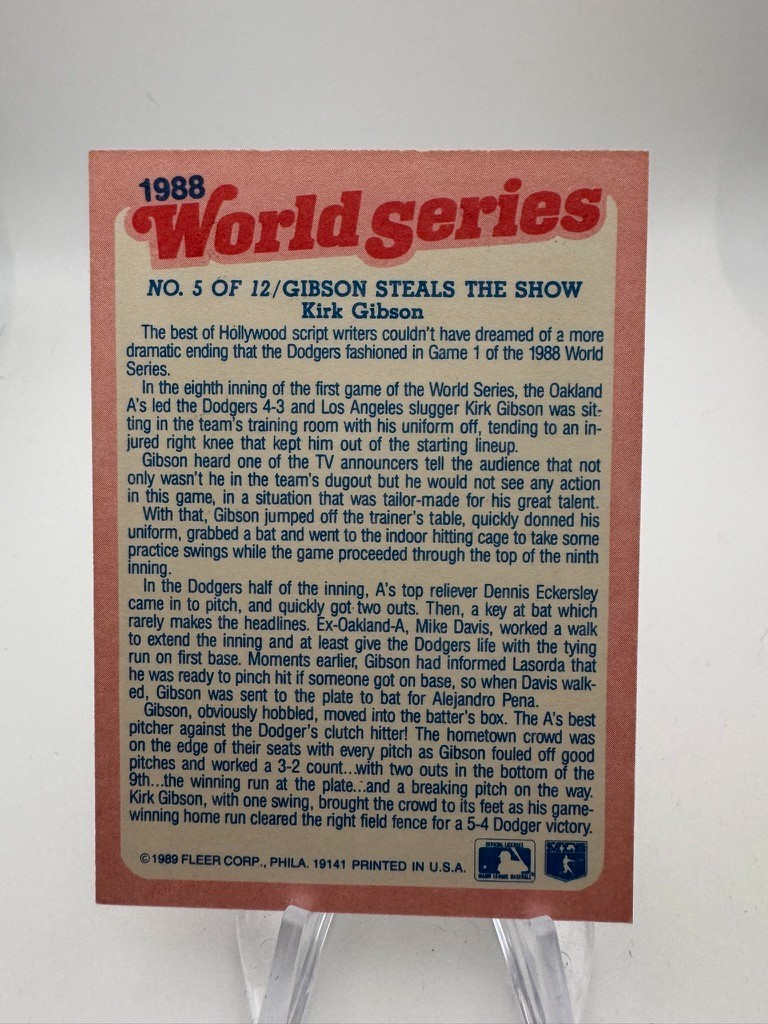 1988
World Series
NO. 5 OF 12/GIBSON STEALS THE SHOW
Kirk Gibson
The best of Hollywood script writers couldn't have dreamed of a more
dramatic ending that the Dodgers fashioned in Game 1 of the 1988 World
Series.
In the eighth inning of the first game of the World Series, the Oakland
A's led the Dodgers 4-3 and Los Angeles slugger Kirk Gibson was sit-
ting in the team's training room with his uniform off, tending to an in-
jured right knee that kept him out of the starting lineup.
Gibson heard one of the TV announcers tell the audience that not
only wasn't he in the team's dugout but he would not see any action
in this game, in a situation that was tailor-made for his great talent.
With that, Gibson jumped off the trainer's table, quickly donned his
uniform, grabbed a bat and went to the indoor hitting cage to take some
practice swings while the game proceeded through the top of the ninth
inning.
In the Dodgers half of the inning, A's top reliever Dennis Eckersley
came in to pitch, and quickly got two outs. Then, a key at bat which
rarely makes the headlines. Ex-Oakland-A, Mike Davis, worked a walk
to extend the inning and at least give the Dodgers life with the tying
run on first base. Moments earlier, Gibson had informed Lasorda that
he was ready to pinch hit if someone got on base, so when Davis walk-
ed, Gibson was sent to the plate to bat for Alejandro Pena.
Gibson, obviously hobbled, moved into the batter's box. The A's best
pitcher against the Dodger's clutch hitter! The hometown crowd was
on the edge of their seats with every pitch as Gibson fouled off good
pitches and worked a 3-2 count...with two outs in the bottom of the
9th...the winning run at the plate...and a breaking pitch on the way.
Kirk Gibson, with one swing, brought the crowd to its feet as his game-
winning home run cleared the right field fence for a 5-4 Dodger victory.
©1989 FLEER CORP., PHILA. 19141 PRINTED IN U.S.A.
OFFICIAL LICENSEE
MAJOR LEAGUE BASEBALL